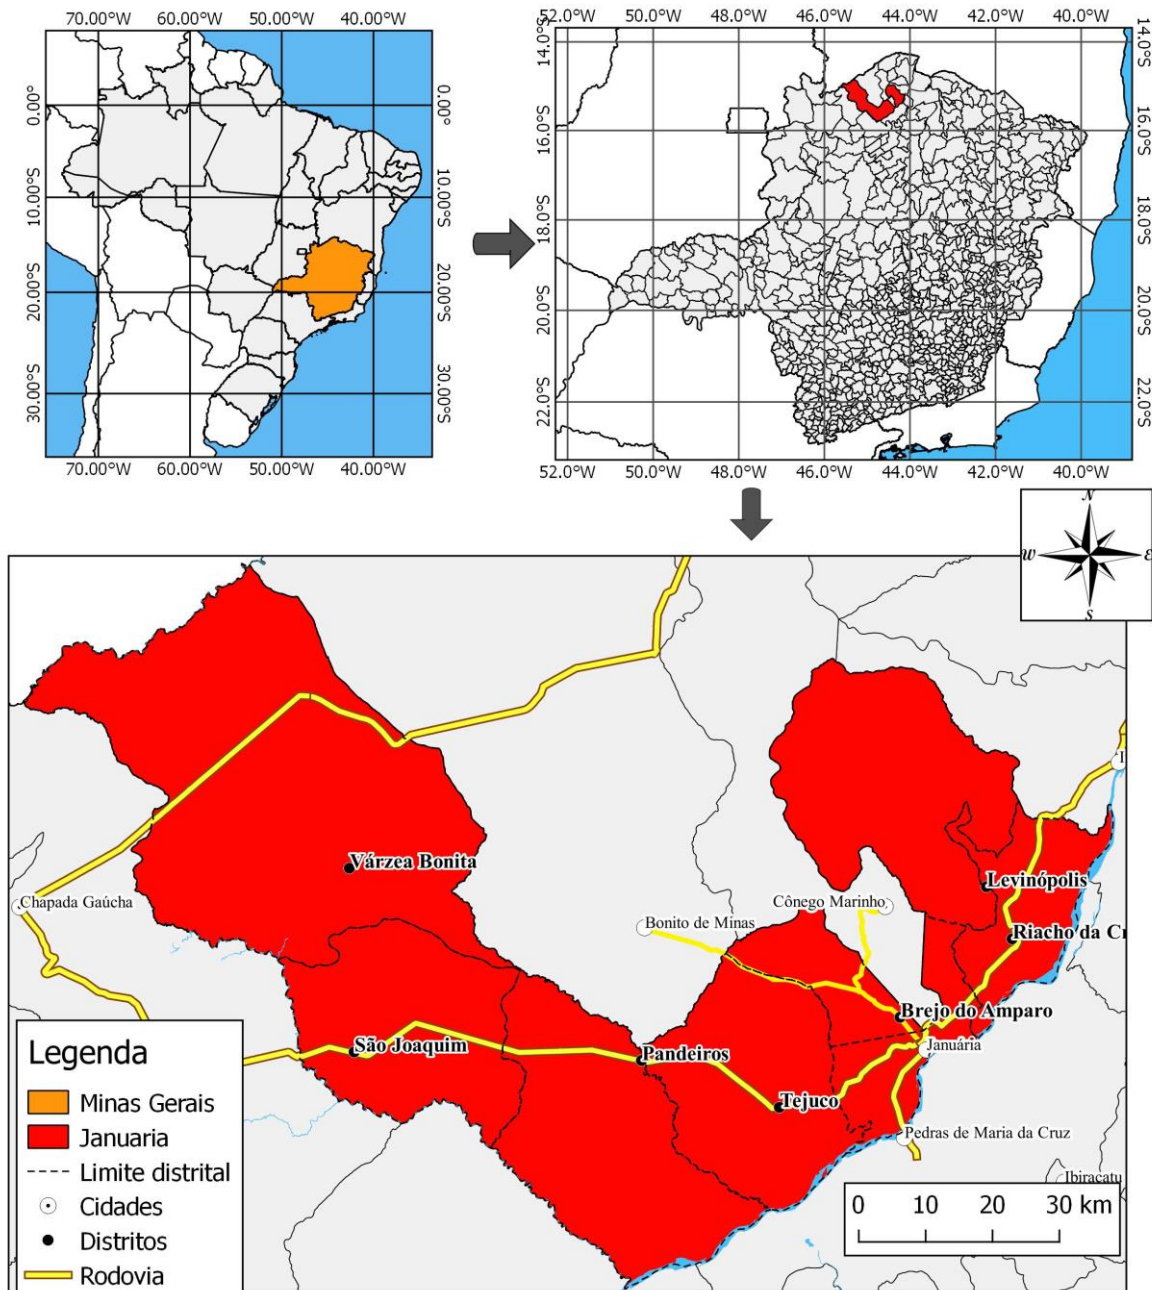 70.00°W 60.00°W 50.00°W 40.00°W
0.00° 0.00°
10.00°S 10.00°S
20.00°S 20.00°S
30.00°S 30.00°S
70.00°W 60.00°W 50.00°W 40.00°W
52.0°W 50.0°W 48.0°W 46.0°W 44.0°W 42.0°W 40.0°W
14.0°S 14.0°S
16.0°S 16.0°S
18.0°S 18.0°S
20.0°S 20.0°S
22.0°S 22.0°S
52.0°W 50.0°W 48.0°W 46.0°W 44.0°W 42.0°W 40.0°W
N
W E
S
I
Várzea Bonita
Levinópolis
Chapada Gaúcha
Cônego Marinho
Bonito de Minas
Riacho da Cr
Brejo do Amparo
São Joaquim
Pandeiros
Januária
Tejuco
Pedras de Maria da Cruz
Ibiracatu
Legenda
Minas Gerais
Januaria
Limite distrital
Cidades
Distritos
Rodovia
0 10 20 30 km